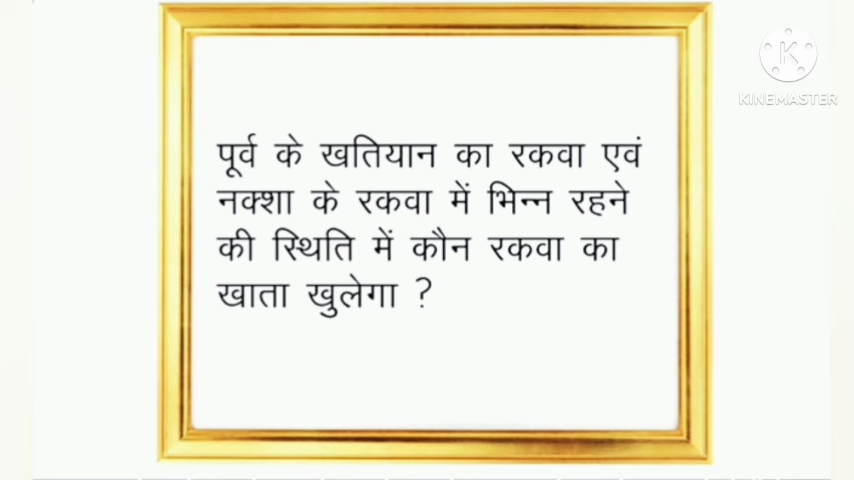 पूर्व के खतियान का रकवा एवं
नक्शा के रकवा में भिन्न रहने
की स्थिति में कौन रकवा का
खाता खुलेगा ?
KINEMASTER